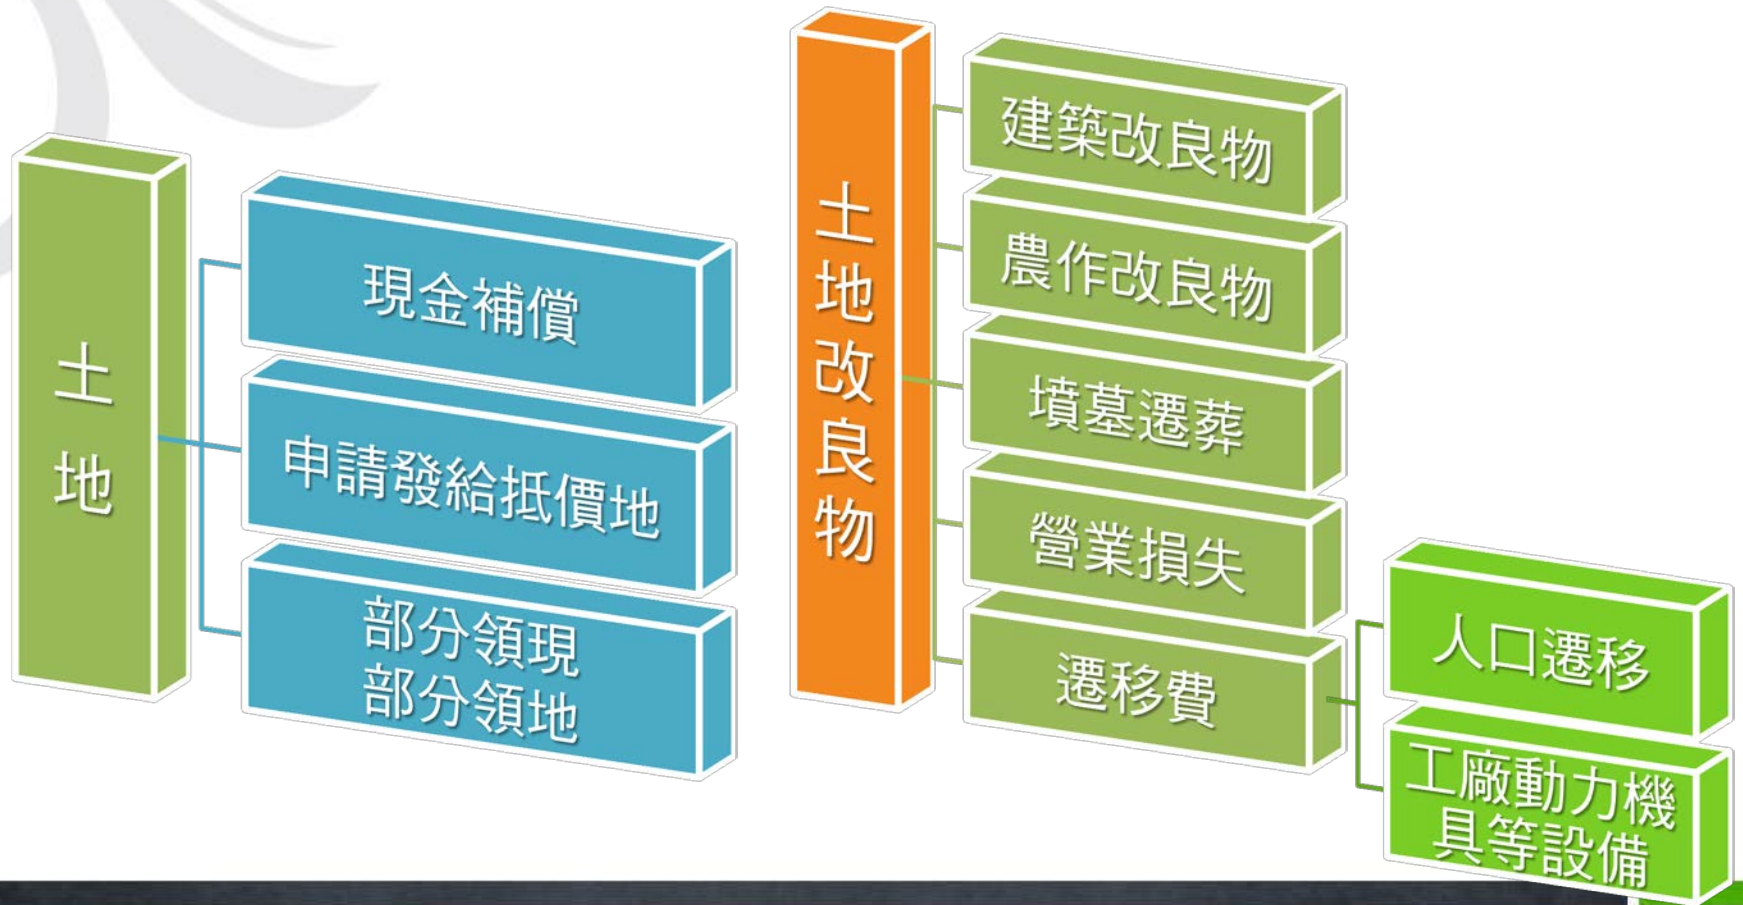 土地
現金補償
申請發給抵價地
部分領現
部分領地
土地改良物
建築改良物
農作改良物
墳墓遷葬
營業損失
遷移費
人口遷移
工廠動力機
具等設備